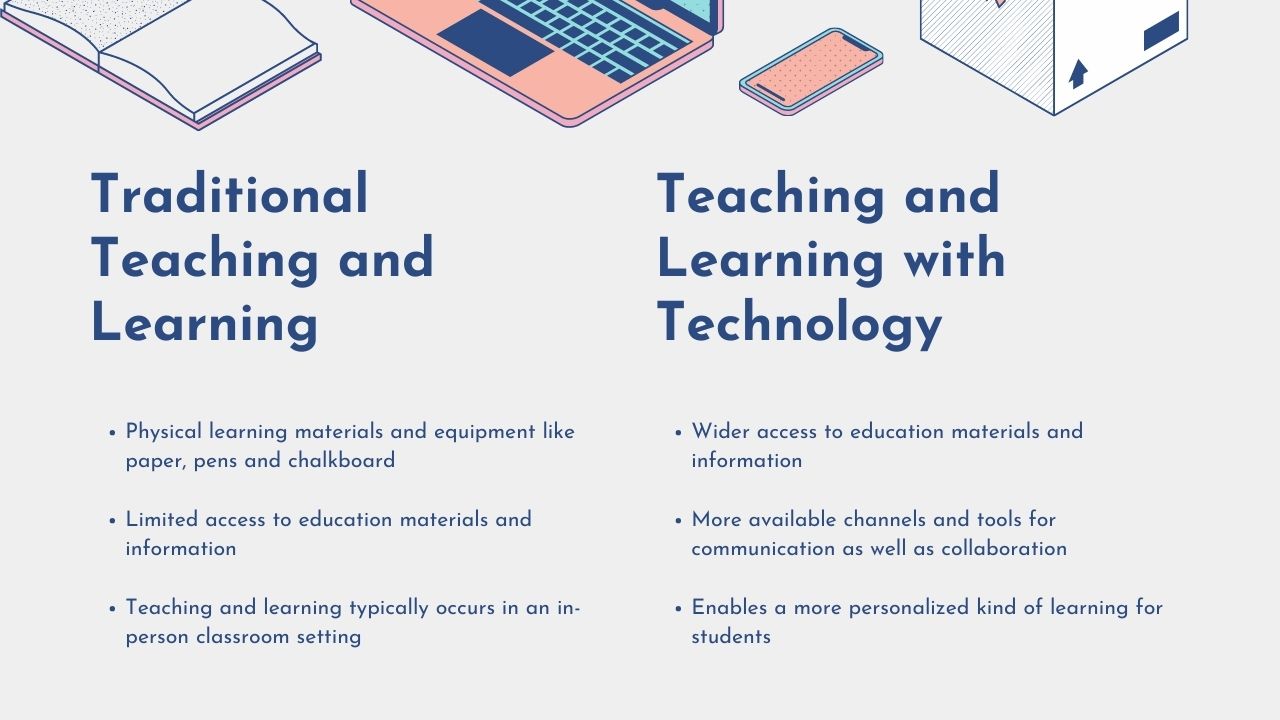 Traditional
Teaching and
Learning
• Physical learning materials and equipment like
paper, pens and chalkboard
• Limited access to education materials and
information
• Teaching and learning typically occurs in an in-
person classroom setting
Teaching and
Learning with
Technology
• Wider access to education materials and
information
• More available channels and tools for
communication as well as collaboration
• Enables a more personalized kind of learning for
students